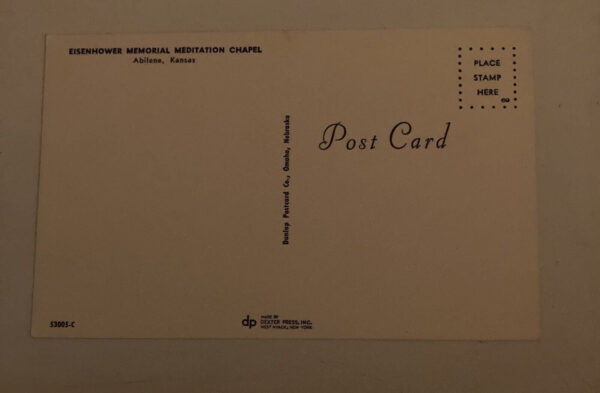 EISENHOWER MEMORIAL MEDITATION CHAPEL
Abilene, Kansas
PLACE
STAMP
HERE
Post Card
Dunlap Postcard Co., Omaha, Nebraska
53005-C
dp
MADE BY
DEXTER PRESS, INC.
WEST NYACK, NEW YORK